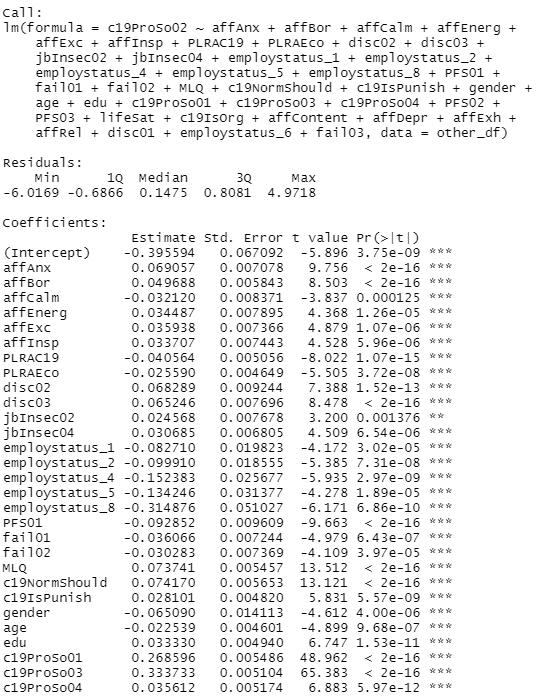 Call:
lm(formula = c19ProSo02 ~ affAnx + affBor + affCalm + affEnerg +
affExc + affInsp + PLRAC19 + PLRAEco + disc02 + disc03 +
jbInsec02 + jbInsec04 + employstatus_1 + employstatus_2 +
employstatus_4 + employstatus_5 + employstatus_8 + PFS01 +
fail01 + fail02 + MLQ + c19NormShould + c19IsPunish + gender +
age + edu + c19ProSo01 + c19ProSo03 + c19ProSo04 + PFS02 +
PFS03 + lifeSat + c19IsOrg + affContent + affDepr + affExh +
affRel + disc01 + employstatus_6 + fail03, data = other_df)
Residuals:
Min 1Q Median 3Q Max
-6.0169 -0.6866 0.1475 0.8081 4.9718
Coefficients:
Estimate Std. Error t value Pr(>|t|)
(Intercept) -0.395594 0.067092 -5.896 3.75e-09 ***
affAnx 0.069057 0.007078 9.756 < 2e-16 ***
affBor 0.049688 0.005843 8.503 < 2e-16 ***
affCalm -0.032120 0.008371 -3.837 0.000125 ***
affEnerg 0.034487 0.007895 4.368 1.26e-05 ***
affExc 0.035938 0.007366 4.879 1.07e-06 ***
affInsp 0.033707 0.007443 4.528 5.96e-06 ***
PLRAC19 -0.040564 0.005056 -8.022 1.07e-15 ***
PLRAEco -0.025590 0.004649 -5.505 3.72e-08 ***
disc02 0.068289 0.009244 7.388 1.52e-13 ***
disc03 0.065246 0.007696 8.478 < 2e-16 ***
jbInsec02 0.024568 0.007678 3.200 0.001376 **
jbInsec04 0.030685 0.006805 4.509 6.54e-06 ***
employstatus_1 -0.082710 0.019823 -4.172 3.02e-05 ***
employstatus_2 -0.099910 0.018555 -5.385 7.31e-08 ***
employstatus_4 -0.152383 0.025677 -5.935 2.97e-09 ***
employstatus_5 -0.134246 0.031377 -4.278 1.89e-05 ***
employstatus_8 -0.314876 0.051027 -6.171 6.86e-10 ***
PFS01 -0.092852 0.009609 -9.663 < 2e-16 ***
fail01 -0.036066 0.007244 -4.979 6.43e-07 ***
fail02 -0.030283 0.007369 -4.109 3.97e-05 ***
MLQ 0.073741 0.005457 13.512 < 2e-16 ***
c19NormShould 0.074170 0.005653 13.121 < 2e-16 ***
c19IsPunish 0.028101 0.004820 5.831 5.57e-09 ***
gender -0.065090 0.014113 -4.612 4.00e-06 ***
age -0.022539 0.004601 -4.899 9.68e-07 ***
edu 0.033330 0.004940 6.747 1.53e-11 ***
c19ProSo01 0.268596 0.005486 48.962 < 2e-16 ***
c19ProSo03 0.333733 0.005104 65.383 < 2e-16 ***
c19ProSo04 0.035612 0.005174 6.883 5.97e-12 ***